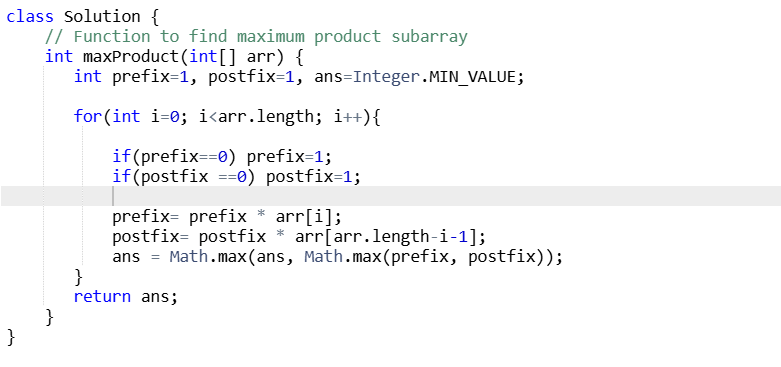 class Solution {
// Function to find maximum product subarray
int maxProduct(int[] arr) {
int prefix=1, postfix=1, ans=Integer.MIN_VALUE;
for(int i=0; i<arr.length; i++){
if(prefix==0) prefix=1;
if(postfix ==0) postfix=1;
prefix= prefix * arr[i];
postfix= postfix * arr[arr.length-i-1];
ans = Math.max(ans, Math.max(prefix, postfix));
}
return ans;
}
}